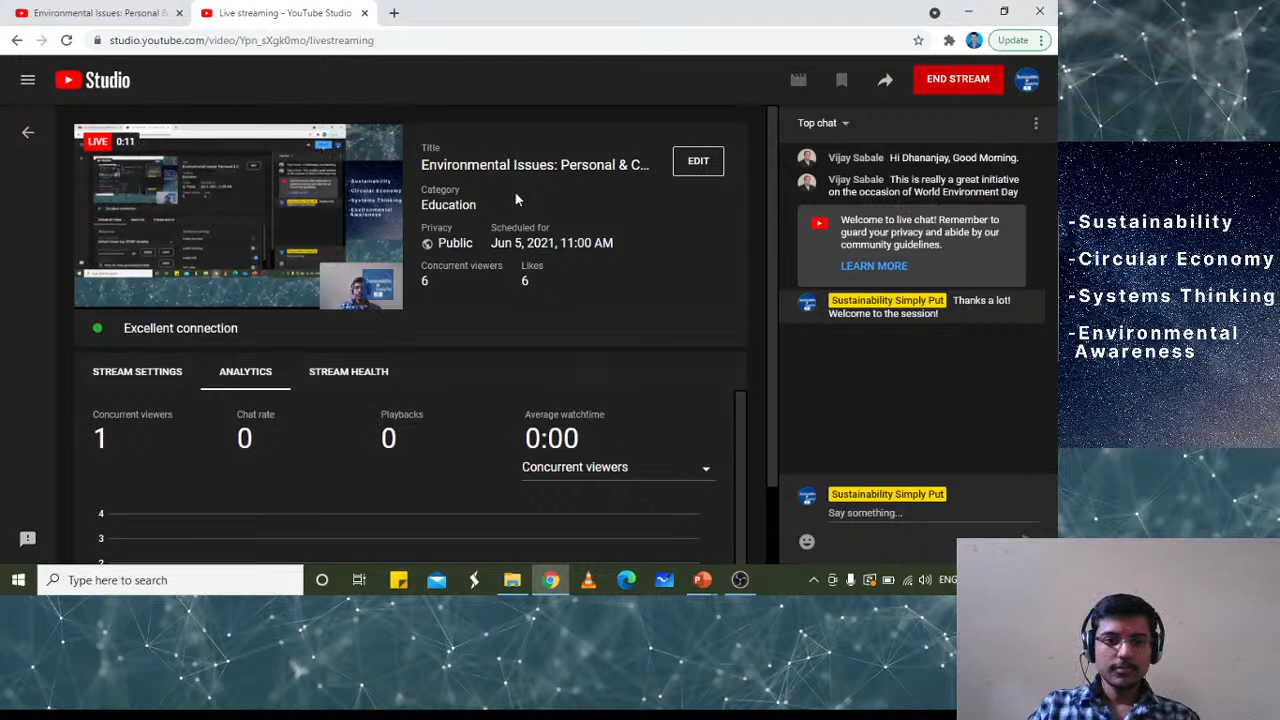 Environmental Issues: Personal &
Live streaming - YouTube Studio
studio.youtube.com/video/Ypn_sXgk0mo/livestreaming
Update
Studio
END STREAM
LIVE 0:11
Title
Environmental Issues: Personal & C...
EDIT
Category
Education
Privacy
Public
Scheduled for
Jun 5, 2021, 11:00 AM
Concurrent viewers
6
Likes
6
Excellent connection
STREAM SETTINGS
ANALYTICS
STREAM HEALTH
Concurrent viewers
1
Chat rate
0
Playbacks
0
Average watchtime
0:00
Concurrent viewers
4
3
2
Top chat
Vijay Sabale Hi Dhananjay, Good Morning.
Vijay Sabale This is really a great initiative
on the occasion of World Environment Day
Welcome to live chat! Remember to
guard your privacy and abide by our
community guidelines.
LEARN MORE
Sustainability Simply Put Thanks a lot!
Welcome to the session!
Sustainability Simply Put
Say something...
-Sustainability
-Circular Economy
-Systems Thinking
-Environmental
Awareness
Type here to search
ENG